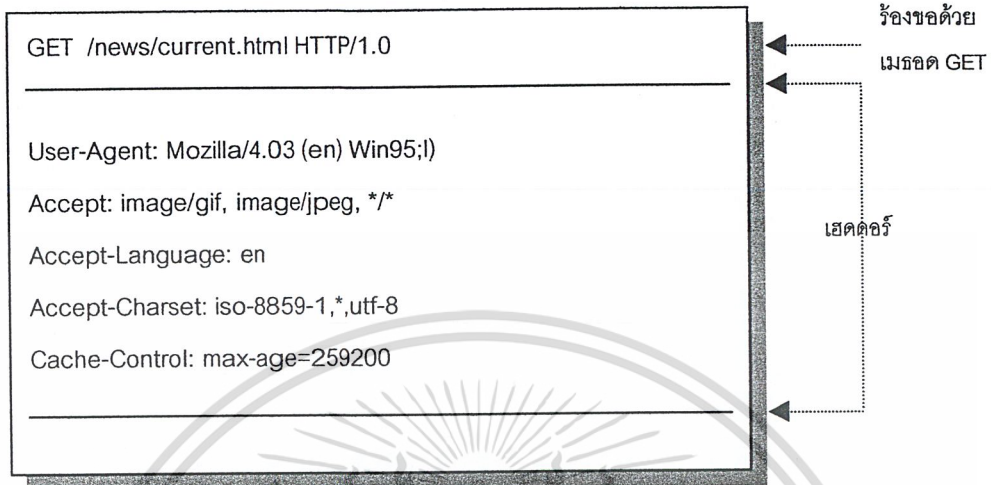 ร้องขอด้วย
GET /news/current.html HTTP/1.0
เมธอด GET
User-Agent: Mozilla/4.03 (en) Win95;I)
Accept: image/gif, image/jpeg, */*
เฮดดอร์
Accept-Language: en
Accept-Charset: iso-8859-1,*,utf-8
Cache-Control: max-age=259200